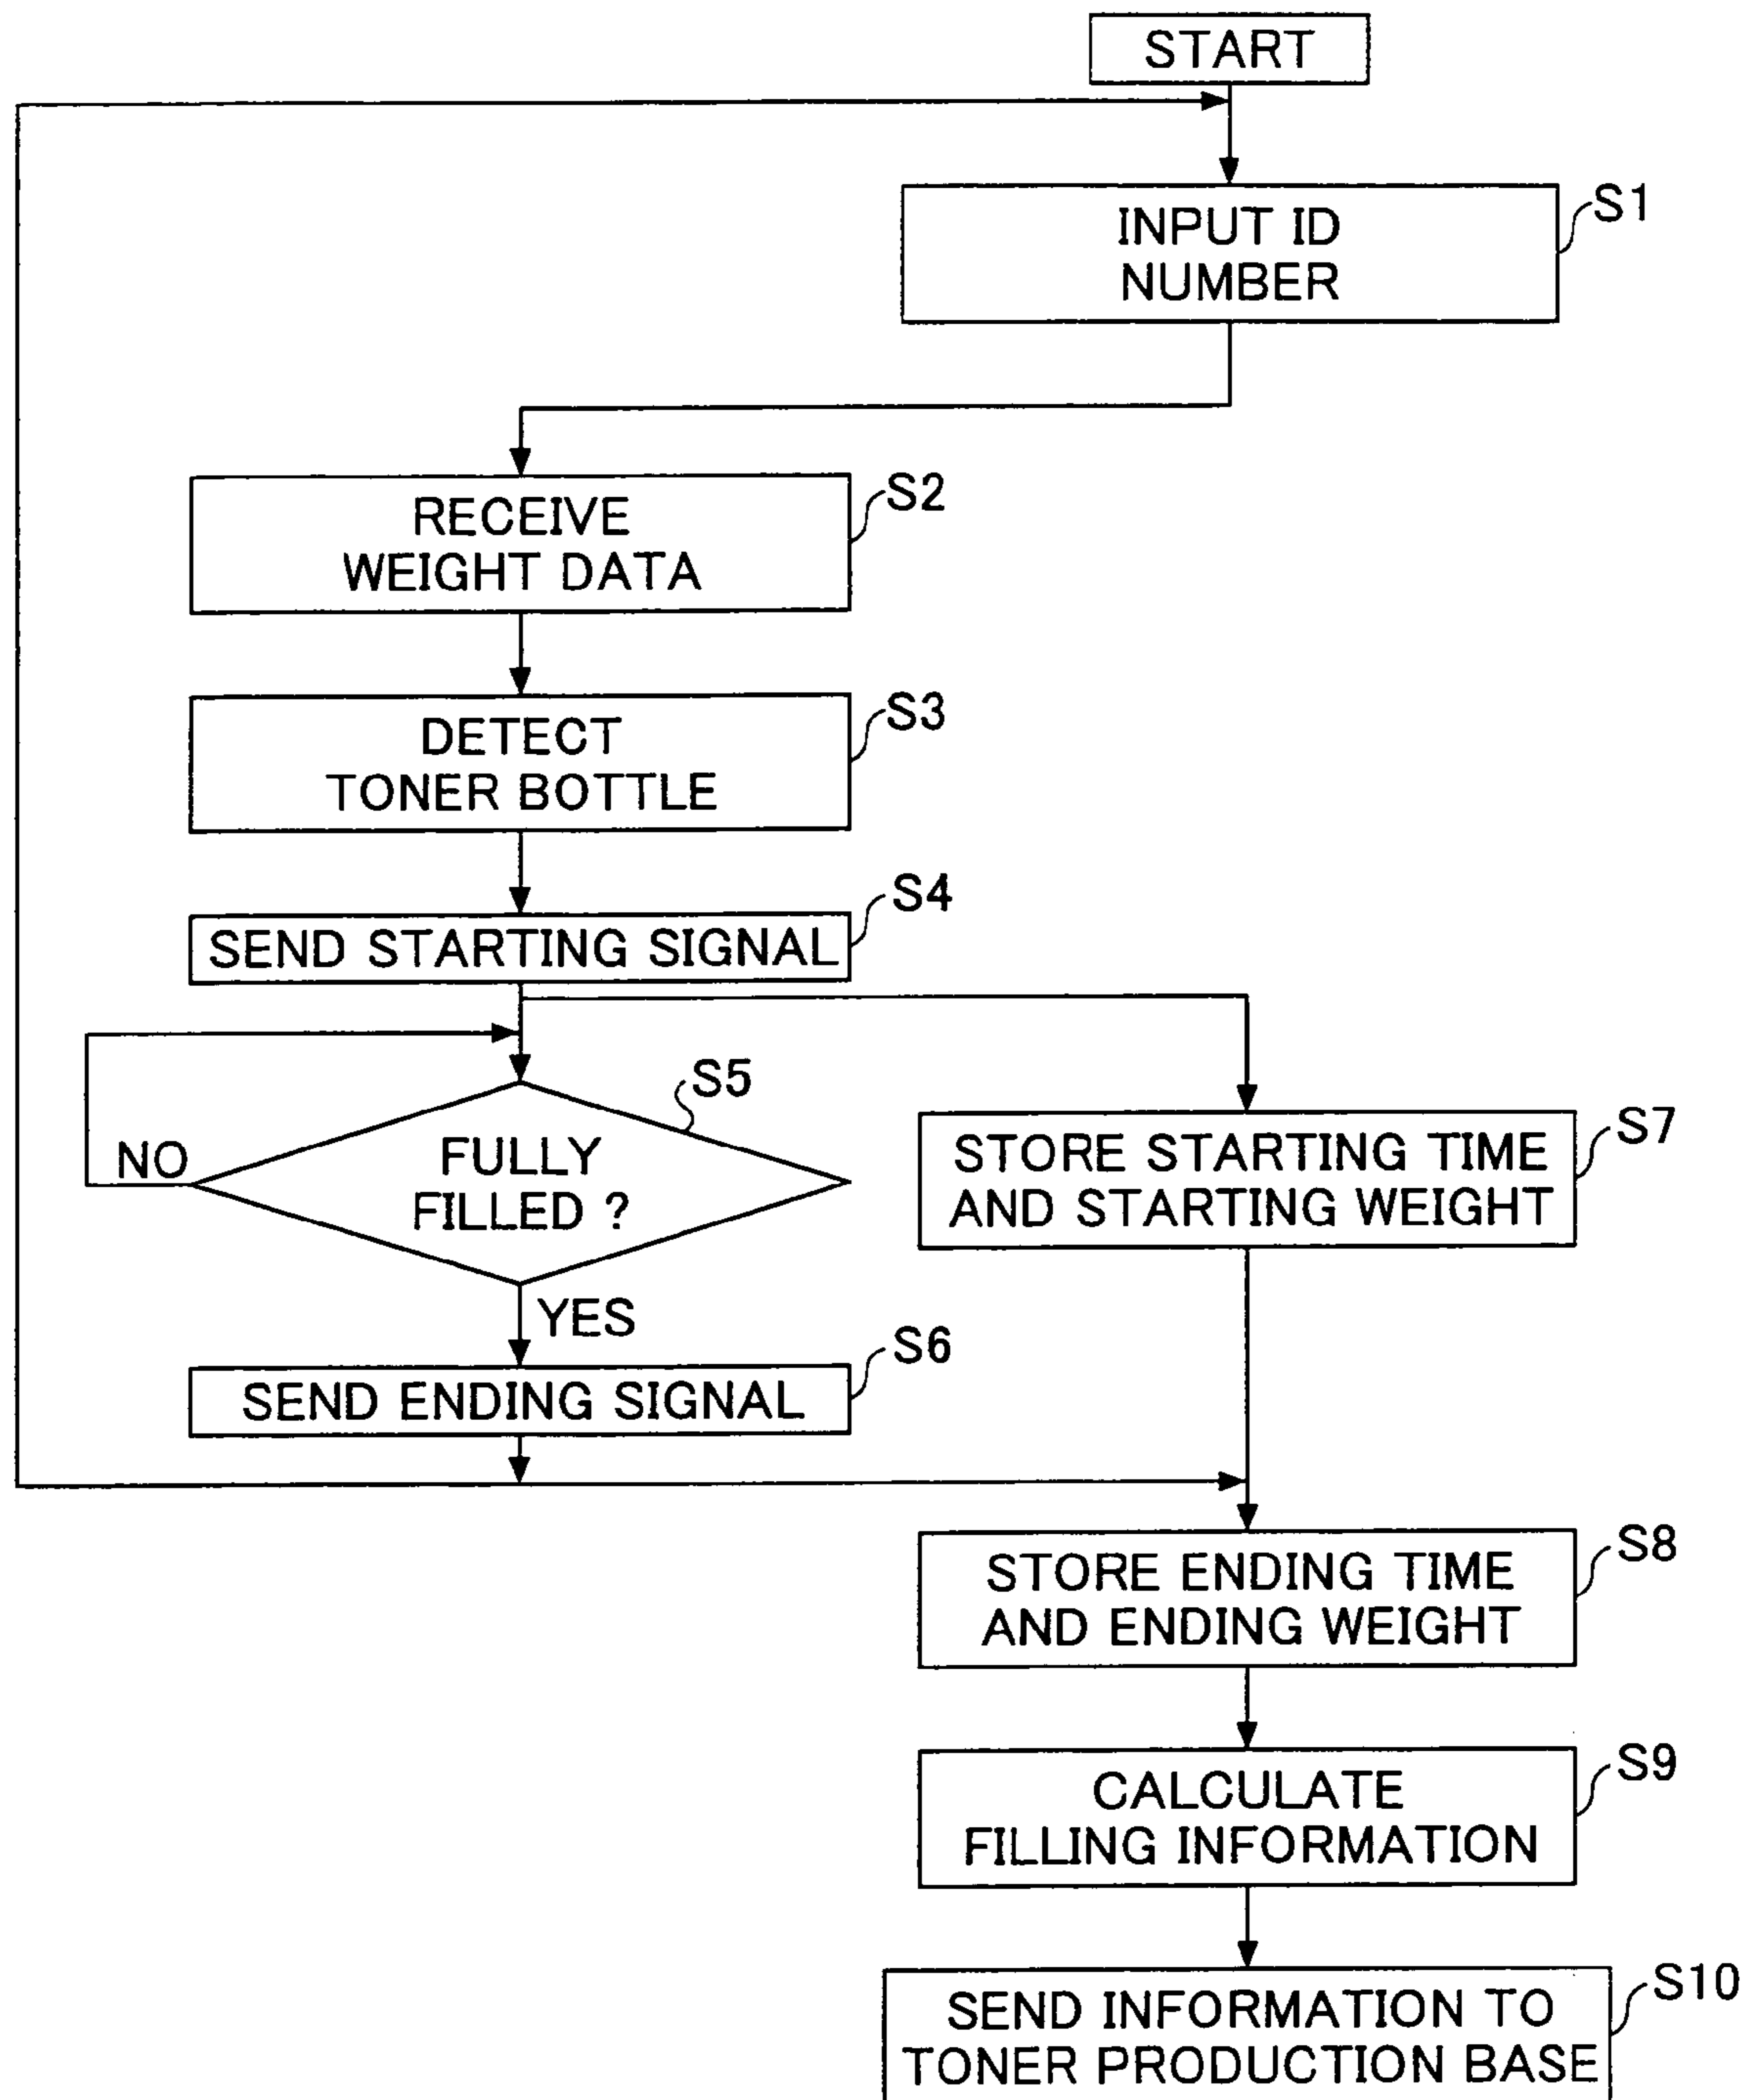 START
INPUT ID
NUMBER
S1
RECEIVE
WEIGHT DATA
S2
DETECT
TONER BOTTLE
S3
SEND STARTING SIGNAL
S4
FULLY
FILLED ?
S5
NO
YES
SEND ENDING SIGNAL
S6
STORE STARTING TIME
AND STARTING WEIGHT
S7
STORE ENDING TIME
AND ENDING WEIGHT
S8
CALCULATE
FILLING INFORMATION
S9
SEND INFORMATION TO
TONER PRODUCTION BASE
S10